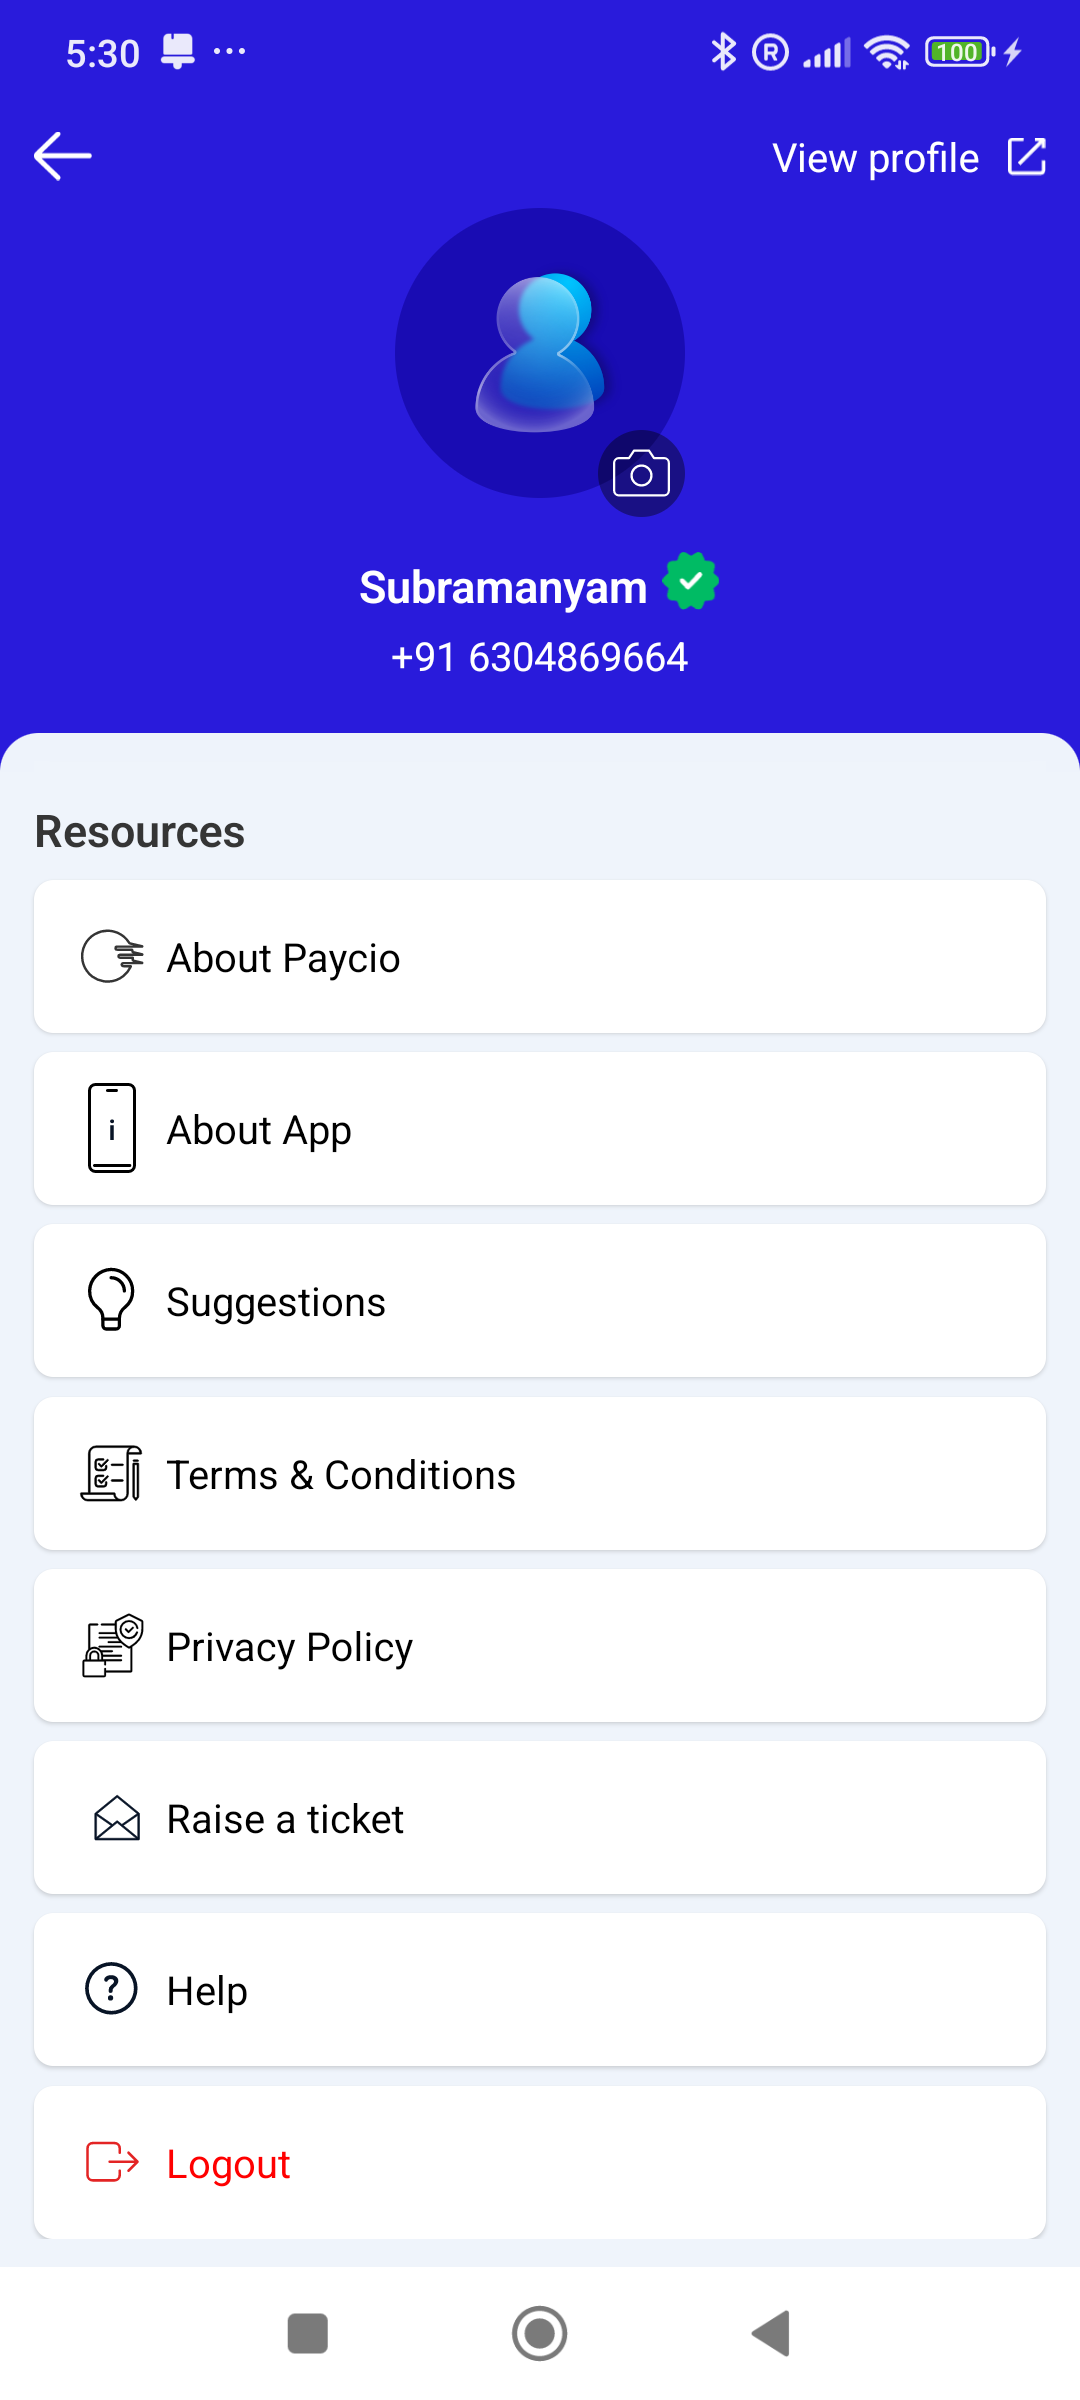 5:30
100
View profile
Subramanyam
+91 6304869664
Resources
About Paycio
About App
Suggestions
Terms & Conditions
Privacy Policy
Raise a ticket
Help
Logout